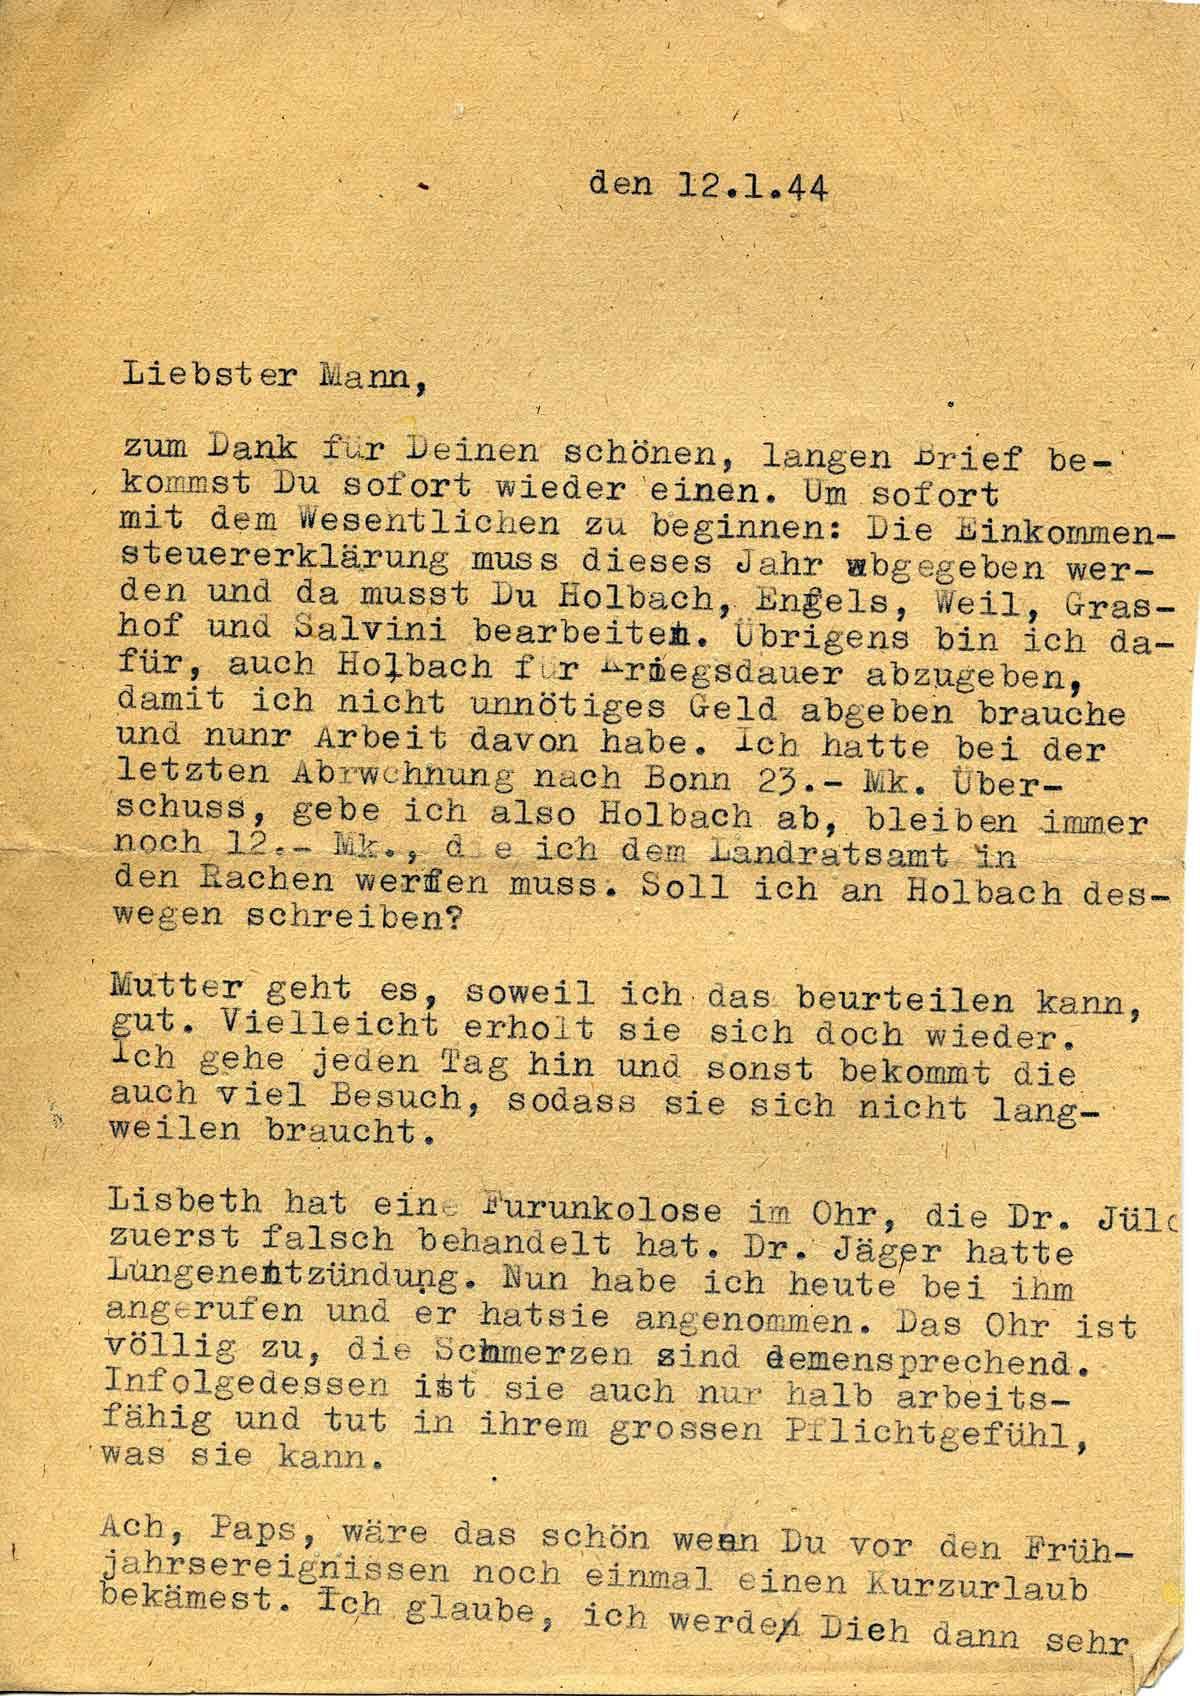 den 12.1.44
Liebster Mann,
zum Dank für Deinen schönen, langen Brief be-
kommst Du sofort wieder einen. Um sofort
mit dem Wesentlichen zu beginnen: Die Einkommen-
steuererklärung muss dieses Jahr abgegeben wer-
den und da musst Du Holbach, Engels, Weil, Gras-
hof und Salvini bearbeiten. Übrigens bin ich da-
für, auch Holbach für Kriegsdauer abzugeben,
damit ich nicht unnötiges Geld abgeben brauche
und nunr Arbeit davon habe. Ich hatte bei der
letzten Abrwchnung nach Bonn 23.- Mk. Über-
schuss, gebe ich also Holbach ab, bleiben immer
noch 12.- Mk., die ich dem Landratsamt in
den Rachen werfen muss. Soll ich an Holbach des-
wegen schreiben?
Mutter geht es, soweil ich das beurteilen kann,
gut. Vielleicht erholt sie sich doch wieder.
Ich gehe jeden Tag hin und sonst bekommt die
auch viel Besuch, sodass sie sich nicht lang-
weilen braucht.
Lisbeth hat eine Furunkolose im Ohr, die Dr. Jülc
zuerst falsch behandelt hat. Dr. Jäger hatte
Lungenentzündung. Nun habe ich heute bei ihm
angerufen und er hatsie angenommen. Das Ohr ist
völlig zu, die Schmerzen sind demensprechend.
Infolgedessen ist sie auch nur halb arbeits-
fähig und tut in ihrem grossen Pflichtgefühl,
was sie kann.
Ach, Paps, wäre das schön wenn Du vor den Früh-
jahrsereignissen noch einmal einen Kurzurlaub
bekämest. Ich glaube, ich werde Dich dann sehr